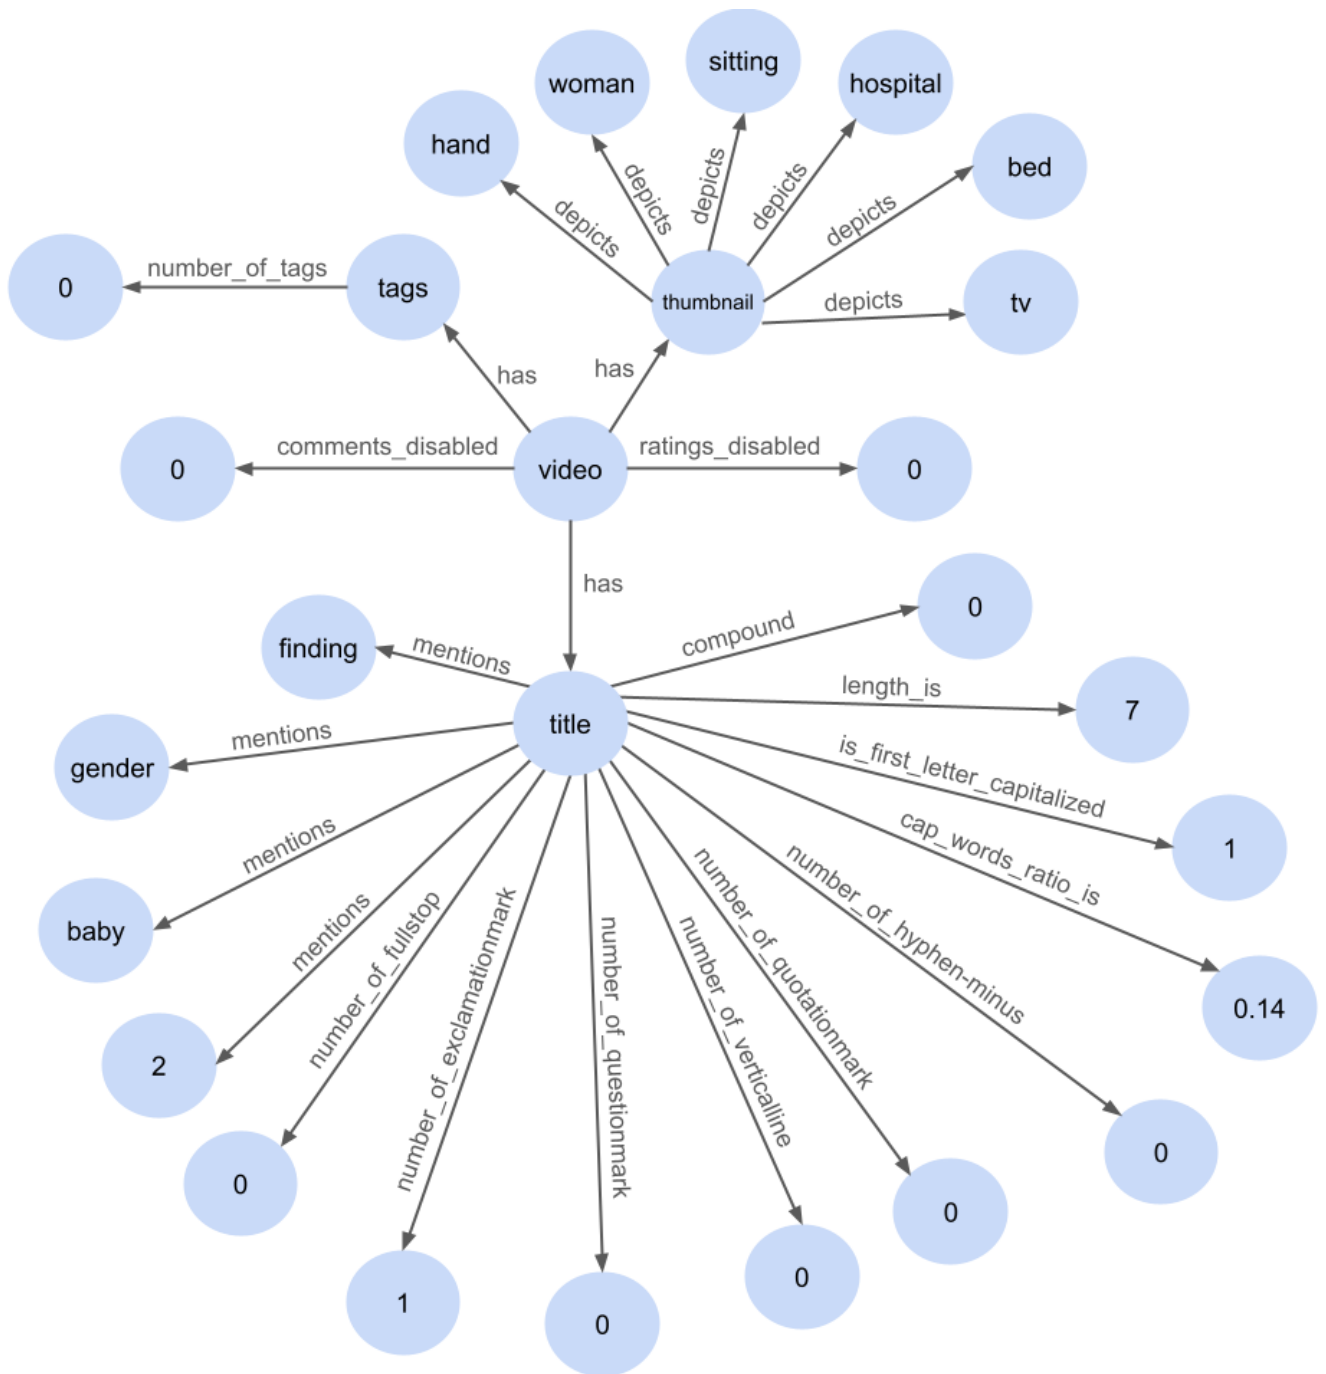 sitting
woman
hospital
hand
bed
depicts
depicts
depicts
depicts
depicts
depicts
0
number_of_tags
tags
thumbnail
tv
has
has
0
comments_disabled
video
ratings_disabled
0
has
finding
mentions
compound
0
title
length_is
7
gender
mentions
is_first_letter_capitalized
1
mentions
cap_words_ratio_is
baby
mentions
number_of_fullstop
number_of_exclamationmark
number_of_questionmark
number_of_verticalline
number_of_quotationmark
number_of_hyphen-minus
0.14
2
0
1
0
0
0
0